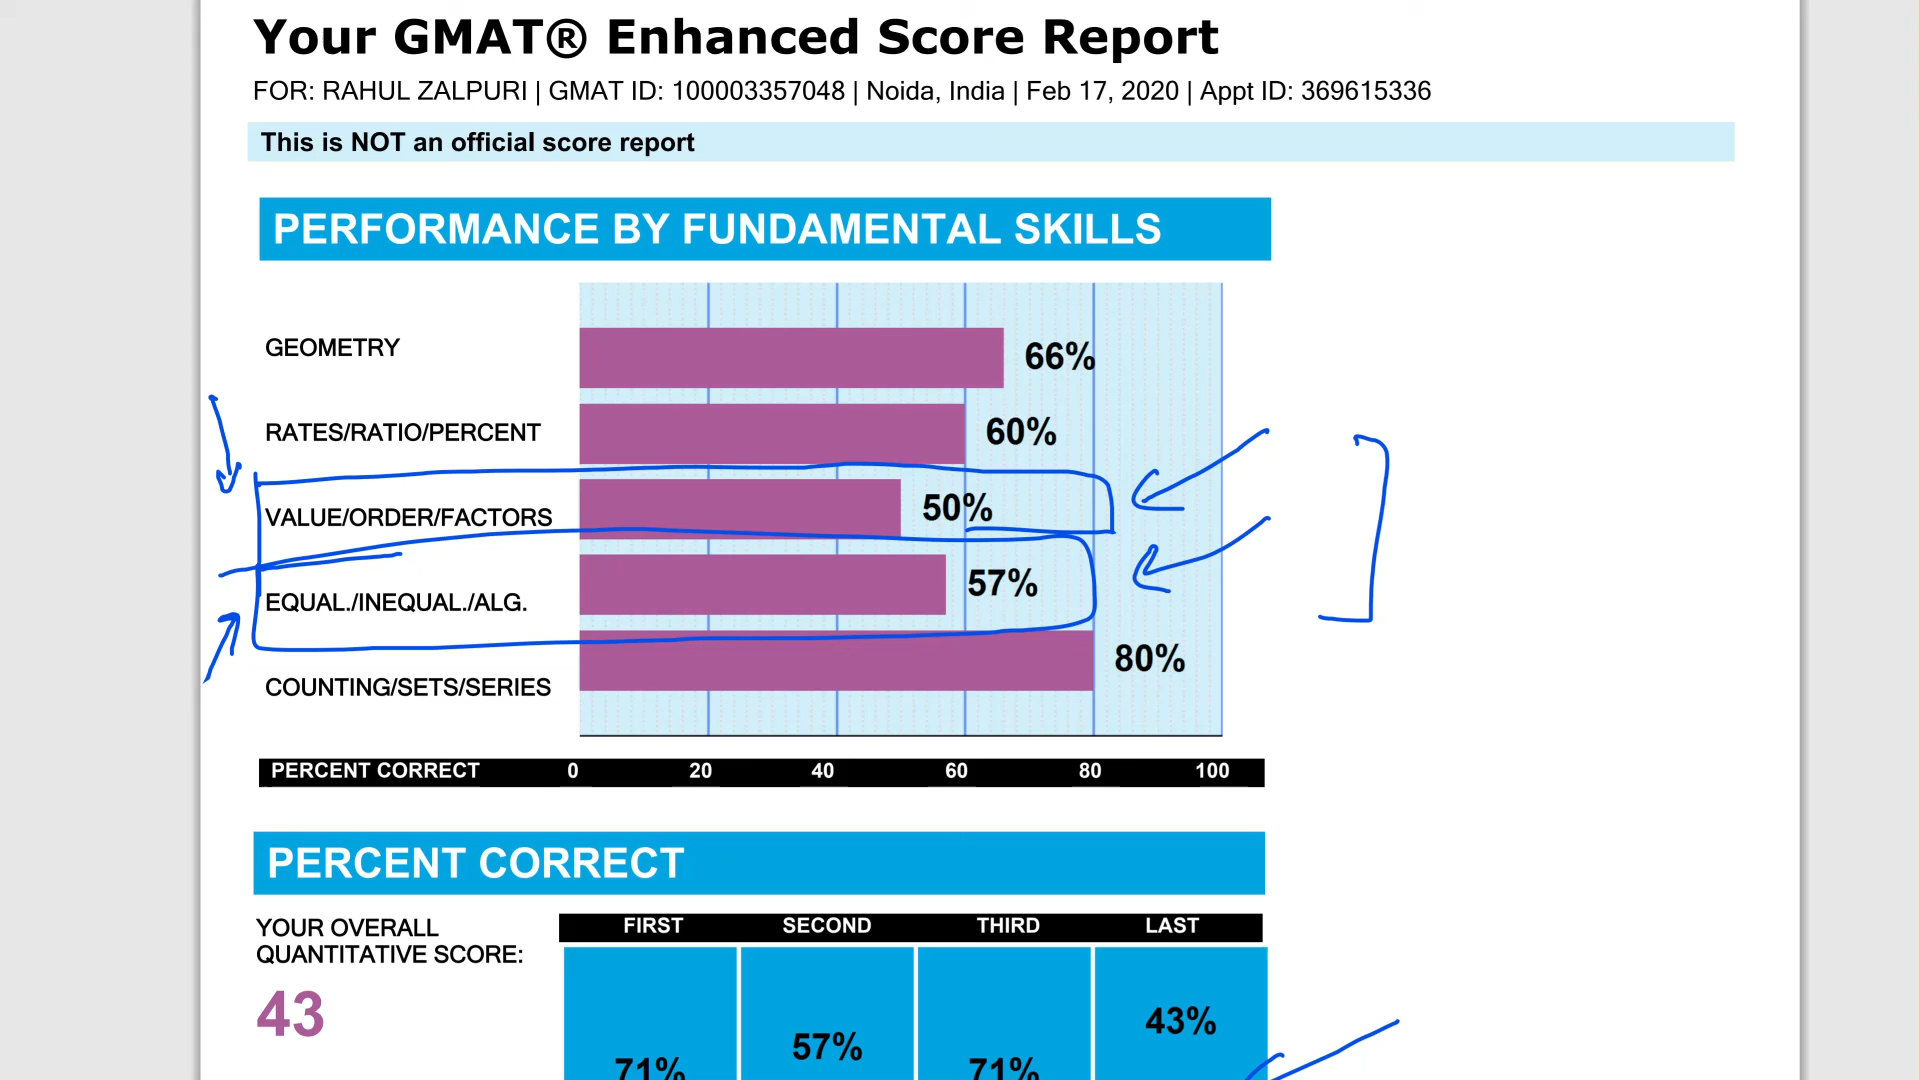 Your GMAT® Enhanced Score Report
FOR: RAHUL ZALPURI | GMAT ID: 100003357048 | Noida, India | Feb 17, 2020 | Appt ID: 369615336
This is NOT an official score report
PERFORMANCE BY FUNDAMENTAL SKILLS
GEOMETRY 66%
RATES/RATIO/PERCENT 60%
VALUE/ORDER/FACTORS 50%
EQUAL./INEQUAL./ALG. 57%
COUNTING/SETS/SERIES 80%
PERCENT CORRECT 0 20 40 60 80 100
PERCENT CORRECT
YOUR OVERALL
QUANTITATIVE SCORE:
43
FIRST SECOND THIRD LAST
71% 57% 71% 43%